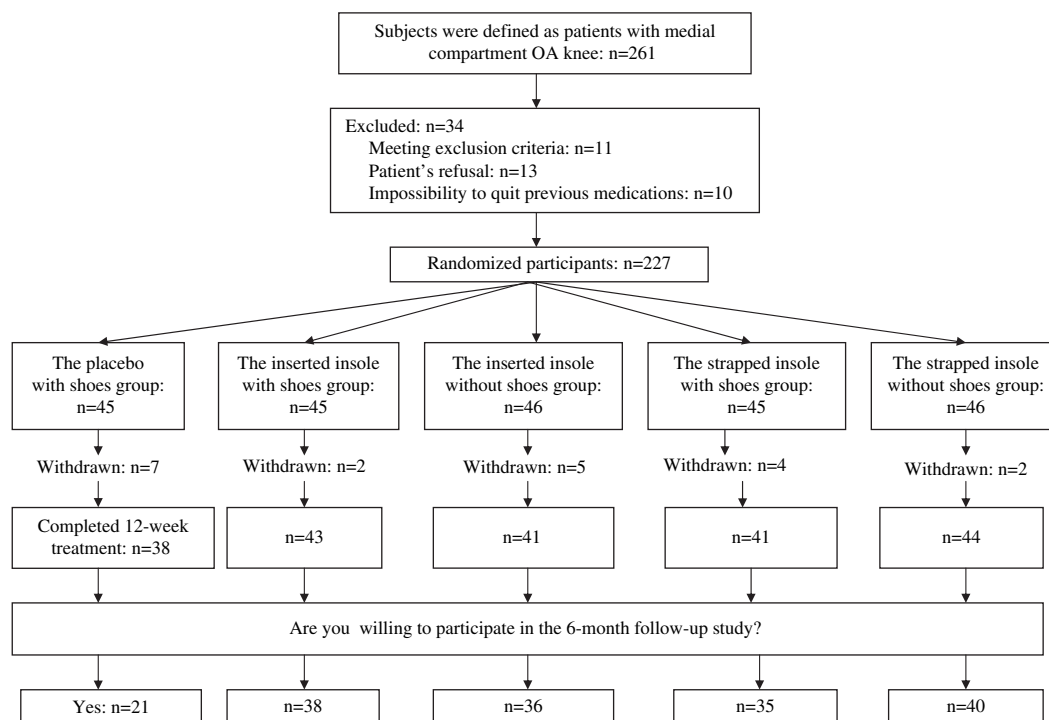 Subjects were defined as patients with medial
compartment OA knee: n=261
Excluded: n=34
Meeting exclusion criteria: n=11
Patient's refusal: n=13
Impossibility to quit previous medications: n=10
Randomized participants: n=227
The placebo
with shoes group:
n=45
The inserted insole
with shoes group:
n=45
The inserted insole
without shoes group:
n=46
The strapped insole
with shoes group:
n=45
The strapped insole
without shoes group:
n=46
Withdrawn: n=7
Withdrawn: n=2
Withdrawn: n=5
Withdrawn: n=4
Withdrawn: n=2
Completed 12-week
treatment: n=38
n=43
n=41
n=41
n=44
Are you willing to participate in the 6-month follow-up study?
Yes: n=21
n=38
n=36
n=35
n=40